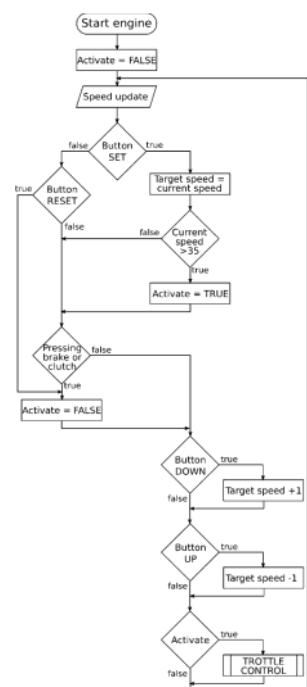 Start engine
Activate = FALSE
Speed update
false
true
Button
SET
true
Button
RESET
Target speed =
current speed
false
false
Current
speed
>35
true
Activate = TRUE
Pressing
brake or
clutch
false
true
Activate = FALSE
Button
DOWN
true
false
Target speed +1
Button
UP
true
false
Target speed -1
Activate
true
false
THROTTLE
CONTROL